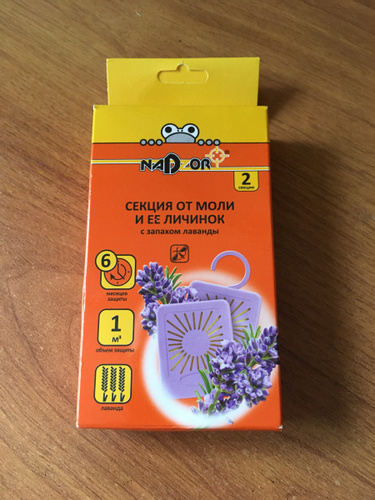 NADZOR®
2
секции
СЕКЦИЯ ОТ МОЛИ
И ЕЕ ЛИЧИНОК
с запахом лаванды
6
месяцев
защиты
1
м³
объем защиты
лаванда